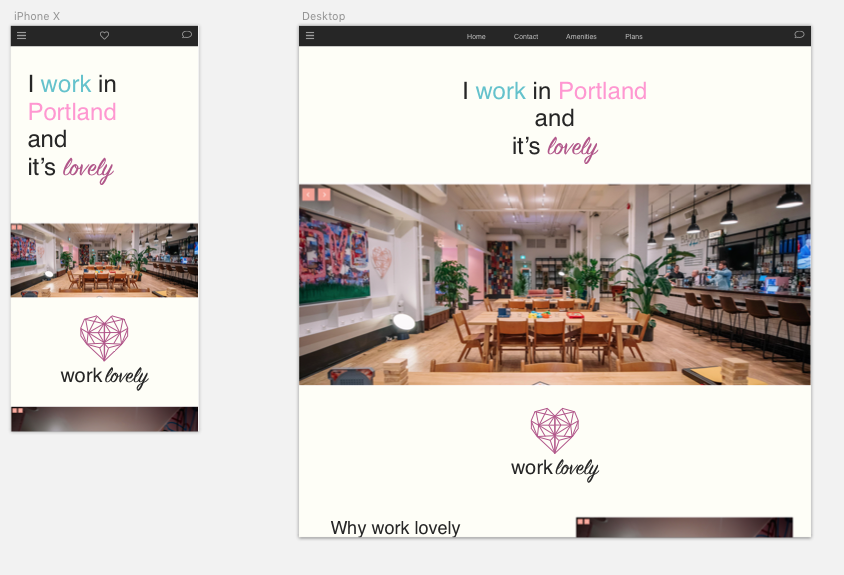 iPhone X
I work in
Portland
and
it's lovely
work lovely
Desktop
Home Contact Amenities Plans
I work in Portland
and
it's lovely
work lovely
Why work lovely